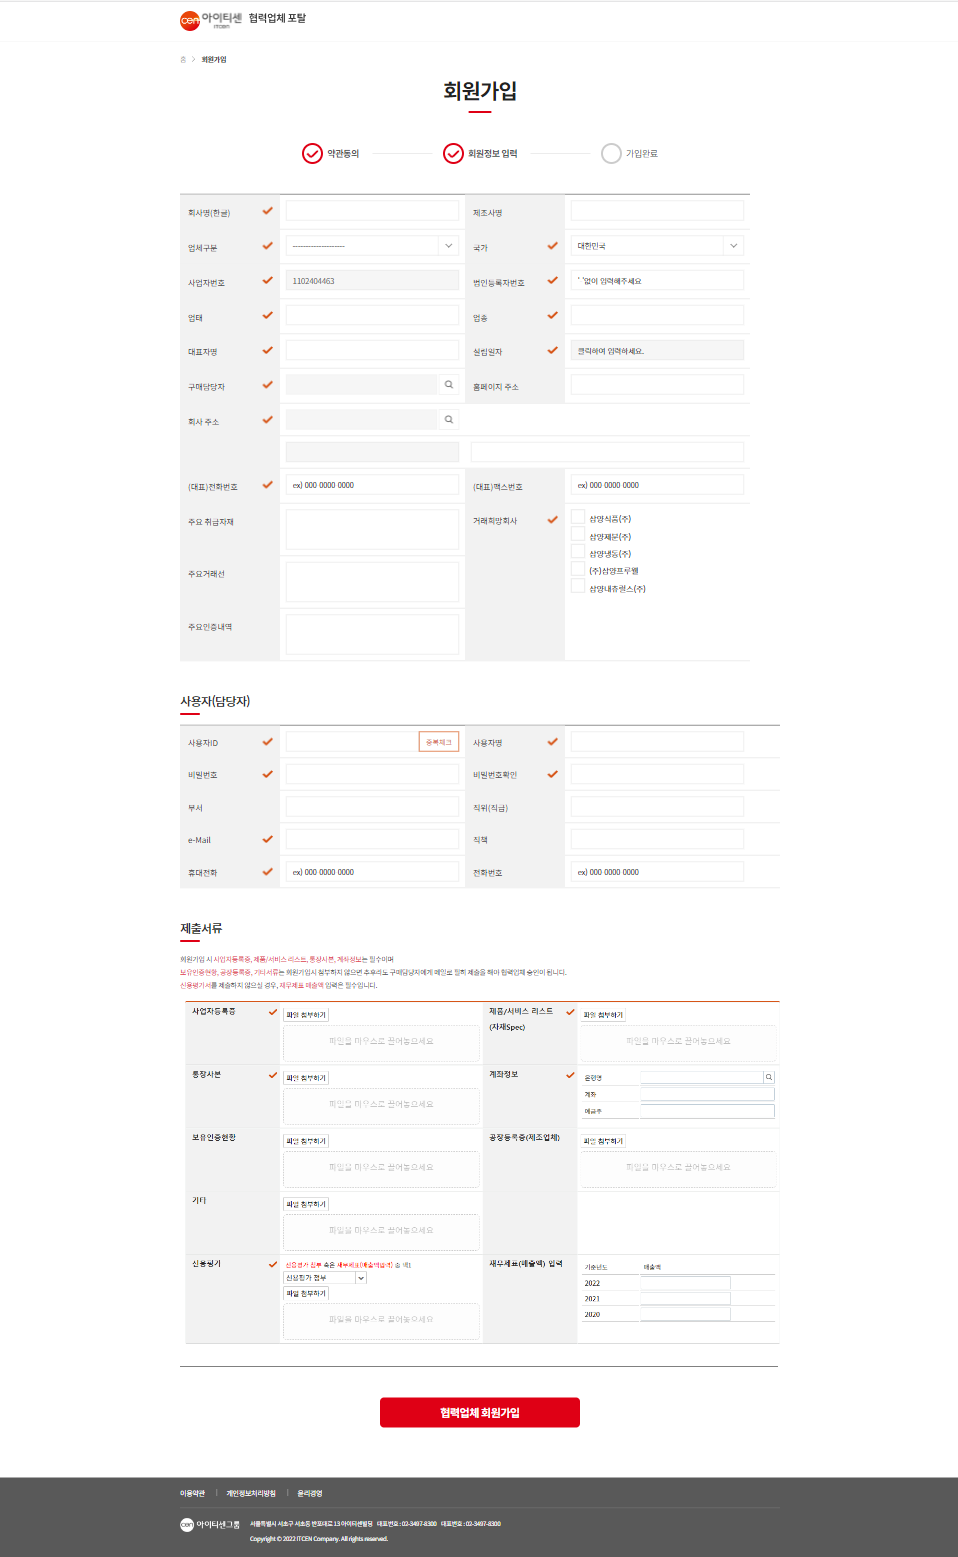 cen 아이티센 ITCEN 협력업체 포탈
홈 > 회원가입
회원가입
약관동의 회원정보 입력 가입완료
회사명(한글) 제조사명
업체구분 -------------------- 국가 대한민국
사업자번호 1102404463 법인등록자번호 '-'없이 입력해주세요
업태 업종
대표자명 설립일자 클릭하여 입력하세요.
구매담당자 홈페이지 주소
회사 주소
(대표)전화번호 ex) 000 0000 0000 (대표)팩스번호 ex) 000 0000 0000
주요 취급자재 거래희망회사 삼양식품(주)
삼양제분(주)
삼양냉동(주)
(주)삼양프루웰
삼양내츄럴스(주)
주요거래선
주요인증내역
사용자(담당자)
사용자ID 중복체크 사용자명
비밀번호 비밀번호확인
부서 직위(직급)
e-Mail 직책
휴대전화 ex) 000 0000 0000 전화번호 ex) 000 0000 0000
제출서류
회원가입 시 사업자등록증, 제품/서비스 리스트, 통장사본, 계좌정보는 필수이며
보유인증현황, 공장등록증, 기타서류는 회원가입시 첨부하지 않으면 추후라도 구매담당자에게 메일로 필히 제출을 해야 협력업체 승인이 됩니다.
신용평가서를 제출하지 않으실 경우, 재무제표 매출액 입력은 필수입니다.
사업자등록증 파일 첨부하기 제품/서비스 리스트 파일 첨부하기
(자재Spec)
파일을 마우스로 끌어놓으세요 파일을 마우스로 끌어놓으세요
통장사본 파일 첨부하기 계좌정보 은행명
계좌
파일을 마우스로 끌어놓으세요 예금주
보유인증현황 파일 첨부하기 공장등록증(제조업체) 파일 첨부하기
파일을 마우스로 끌어놓으세요 파일을 마우스로 끌어놓으세요
기타 파일 첨부하기
파일을 마우스로 끌어놓으세요
신용평가 신용평가 첨부 혹은 재무제표(매출액입력) 중 택1 재무제표(매출액) 입력 기준년도 매출액
신용평가 첨부 2022
파일 첨부하기 2021
파일을 마우스로 끌어놓으세요 2020
협력업체 회원가입
이용약관 | 개인정보처리방침 | 윤리경영
cen 아이티센그룹 서울특별시 서초구 서초중 반포대로 13 아이티센빌딩 대표번호 : 02-3497-8300 대표번호 : 02-3497-8300
Copyright © 2022 ITCEN Company. All rights reserved.